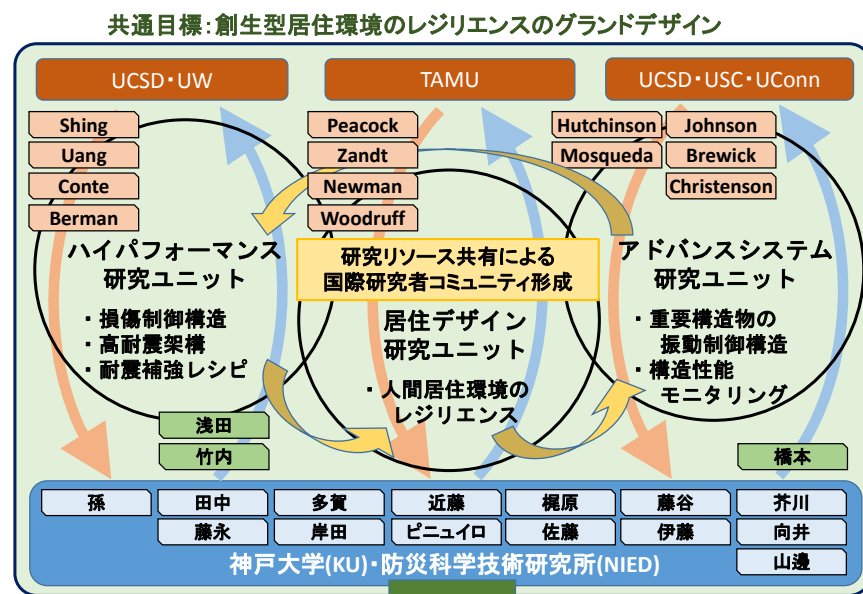 共通目標:創生型居住環境のレジリエンスのグランドデザイン
UCSD・UW
TAMU
UCSD・USC・UConn
Shing
Uang
Conte
Berman
Peacock
Zandt
Newman
Woodruff
Hutchinson
Mosqueda
Johnson
Brewick
Christenson
ハイパフォーマンス
研究ユニット
・損傷制御構造
・高耐震架構
・耐震補強レシピ
研究リソース共有による
国際研究者コミュニティ形成
居住デザイン
研究ユニット
・人間居住環境の
レジリエンス
アドバンスシステム
研究ユニット
・重要構造物の
振動制御構造
・構造性能
モニタリング
浅田
竹内
橋本
孫
田中
多賀
近藤
梶原
藤谷
芥川
藤永
岸田
ピニュイロ
佐藤
伊藤
向井
山邊
神戸大学(KU)・防災科学技術研究所(NIED)